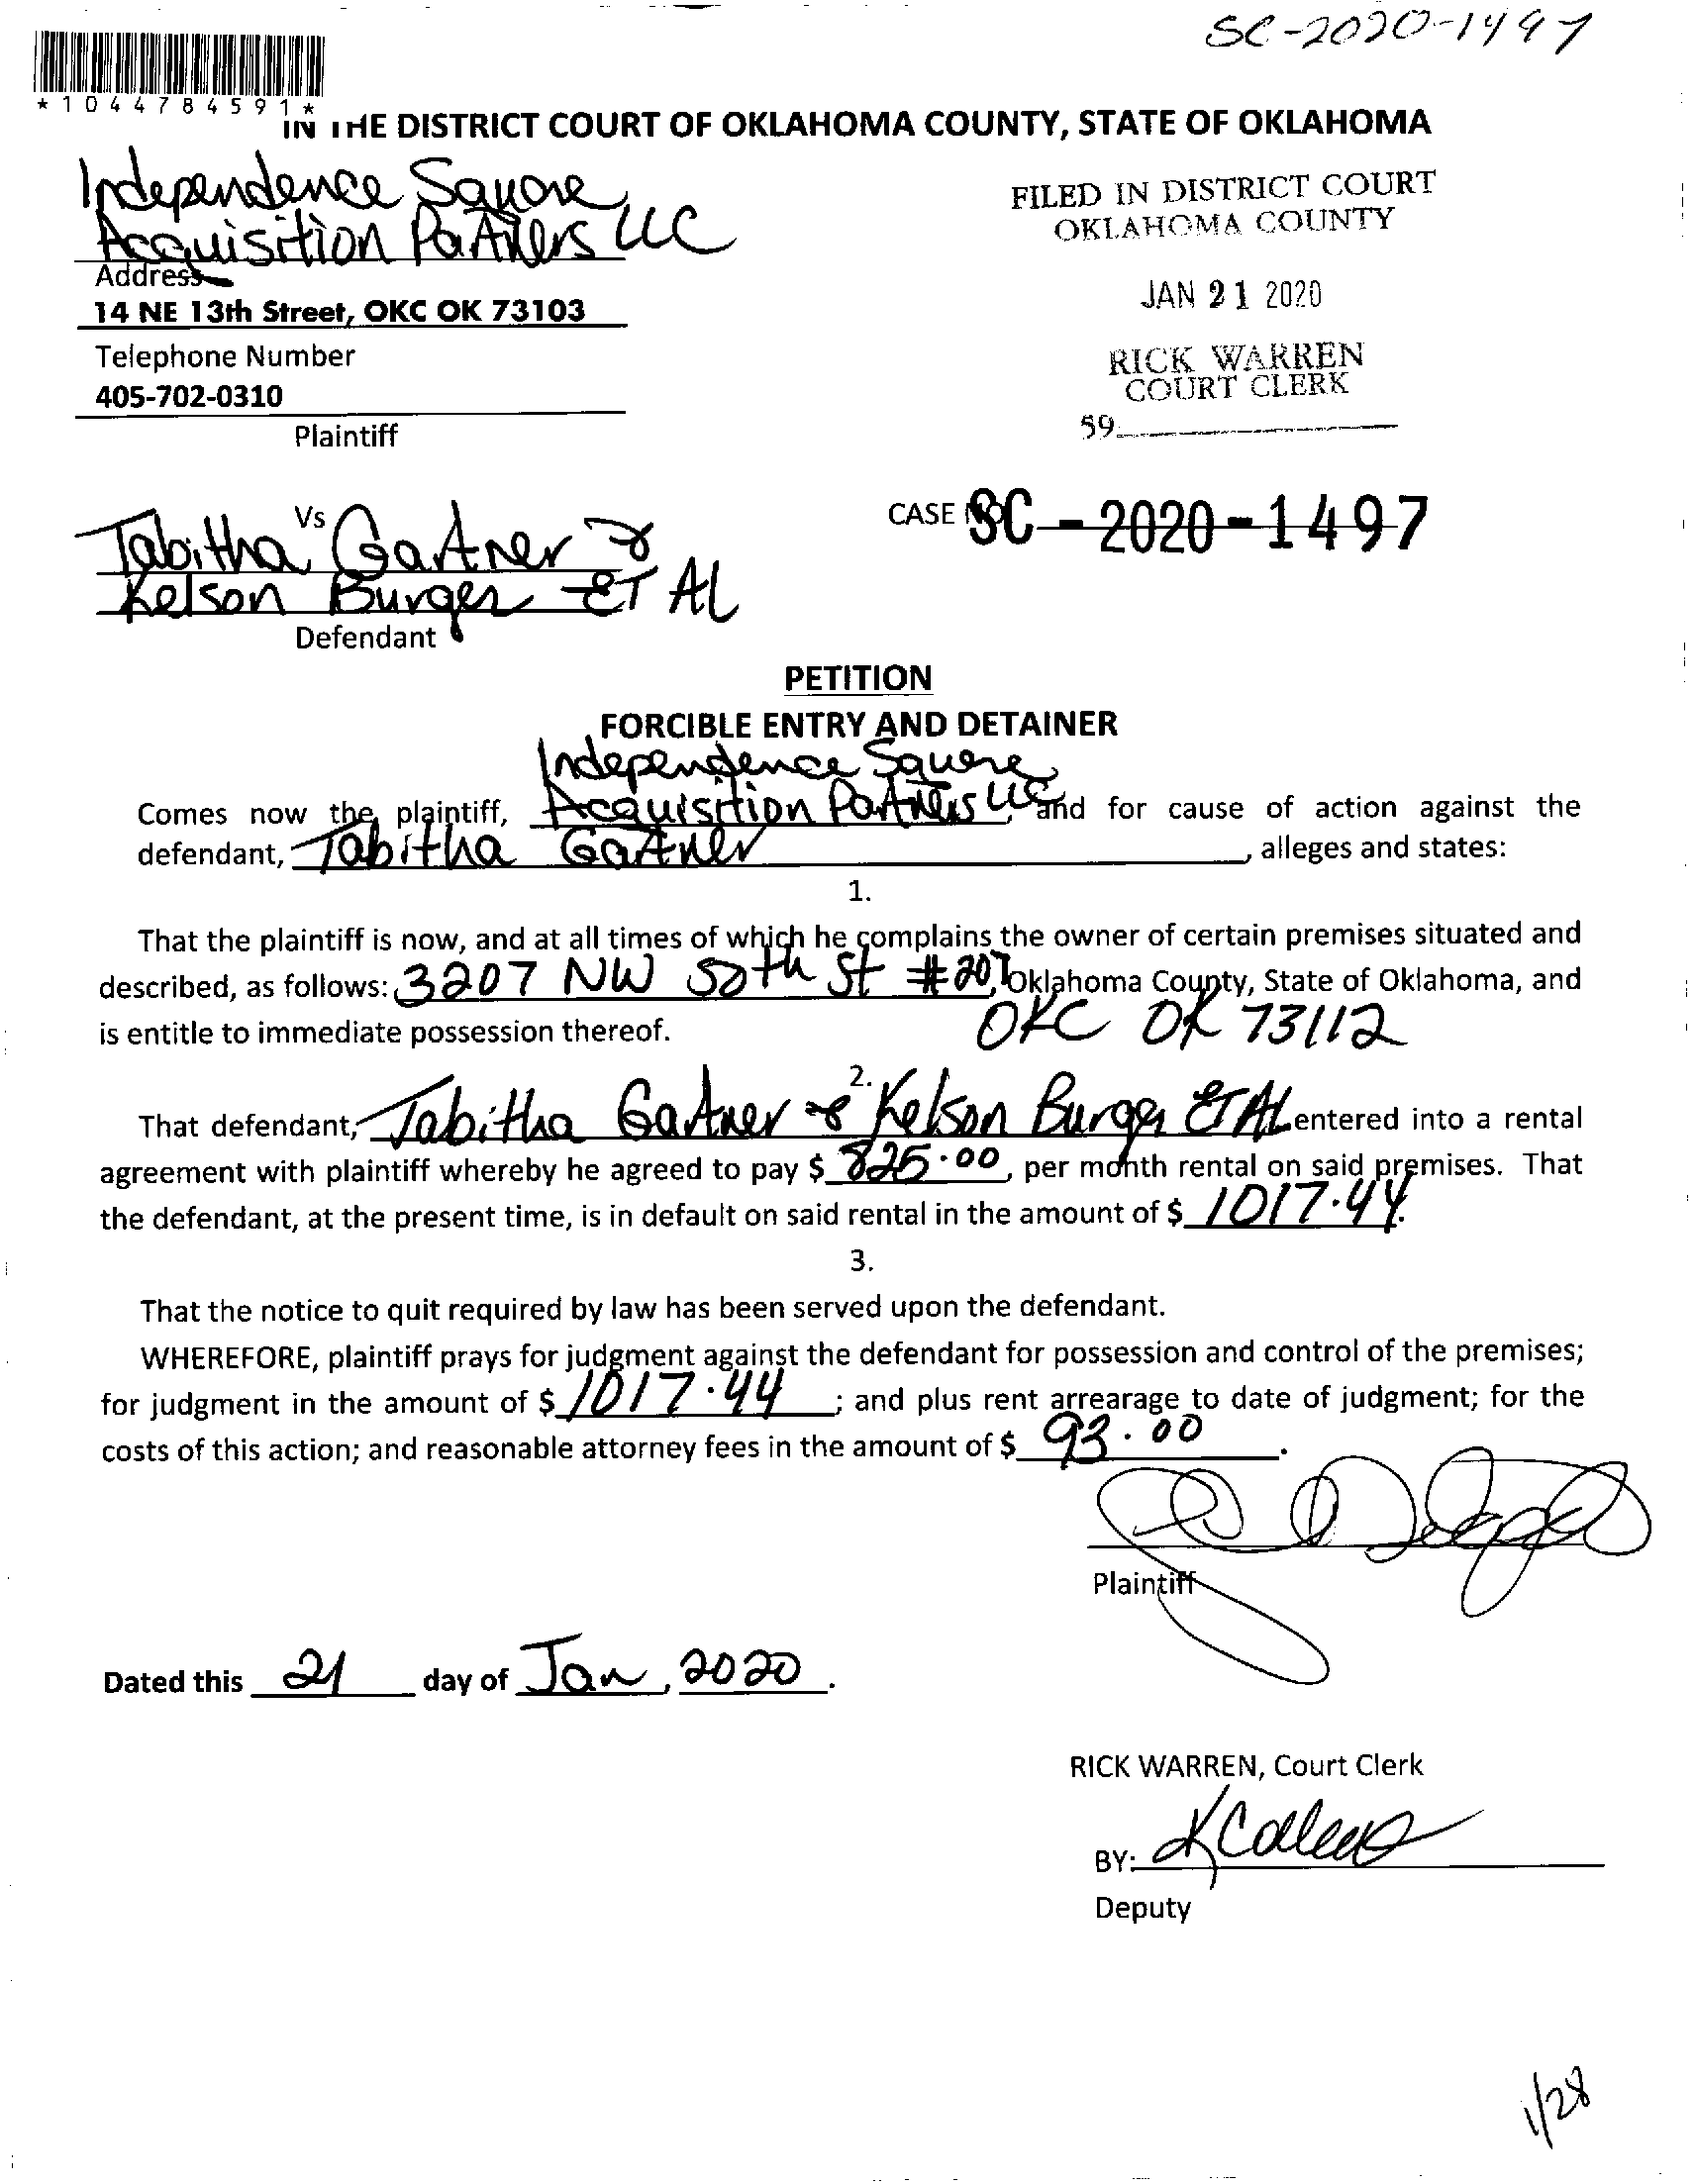 SC-2020-1497
*1044784591*
IN THE DISTRICT COURT OF OKLAHOMA COUNTY, STATE OF OKLAHOMA
Independence Square
Acquisition Partners LLC
Address
14 NE 13th Street, OKC OK 73103
Telephone Number
405-702-0310
Plaintiff
FILED IN DISTRICT COURT
OKLAHOMA COUNTY
JAN 21 2020
RICK WARREN
COURT CLERK
59
Vs
Tabitha Gartner &
Kelson Burger ET AL
Defendant
CASE NO SC-2020-1497
PETITION
FORCIBLE ENTRY AND DETAINER
Independence Square
Comes now the plaintiff, Acquisition Partners LLC, and for cause of action against the
defendant, Tabitha Gartner, alleges and states:
1.
That the plaintiff is now, and at all times of which he complains the owner of certain premises situated and
described, as follows: 3207 NW 50th St #207, Oklahoma County, State of Oklahoma, and
is entitle to immediate possession thereof. OKC OK 73112
2.
That defendant, Tabitha Gartner & Kelson Burger ET AL entered into a rental
agreement with plaintiff whereby he agreed to pay $ 825.00, per month rental on said premises. That
the defendant, at the present time, is in default on said rental in the amount of $ 1017.44.
3.
That the notice to quit required by law has been served upon the defendant.
WHEREFORE, plaintiff prays for judgment against the defendant for possession and control of the premises;
for judgment in the amount of $ 1017.44; and plus rent arrearage to date of judgment; for the
costs of this action; and reasonable attorney fees in the amount of $ 93.00.
Plaintiff
Dated this 21 day of Jan, 2020.
RICK WARREN, Court Clerk
BY: K Collins
Deputy
1/28